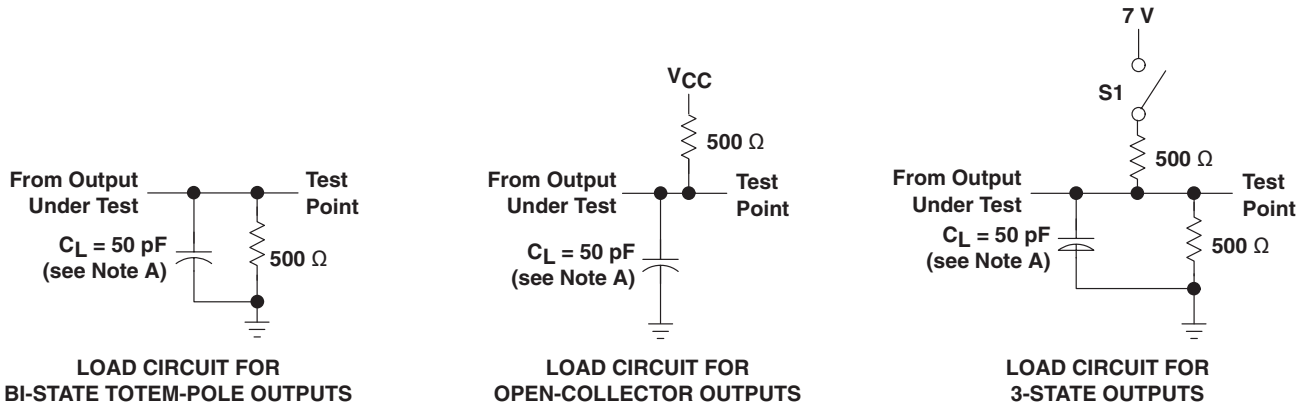 From Output
Under Test
Test
Point
CL = 50 pF
(see Note A)
500 Ω
LOAD CIRCUIT FOR
BI-STATE TOTEM-POLE OUTPUTS
VCC
500 Ω
From Output
Under Test
Test
Point
CL = 50 pF
(see Note A)
LOAD CIRCUIT FOR
OPEN-COLLECTOR OUTPUTS
7 V
S1
500 Ω
From Output
Under Test
Test
Point
CL = 50 pF
(see Note A)
500 Ω
LOAD CIRCUIT FOR
3-STATE OUTPUTS